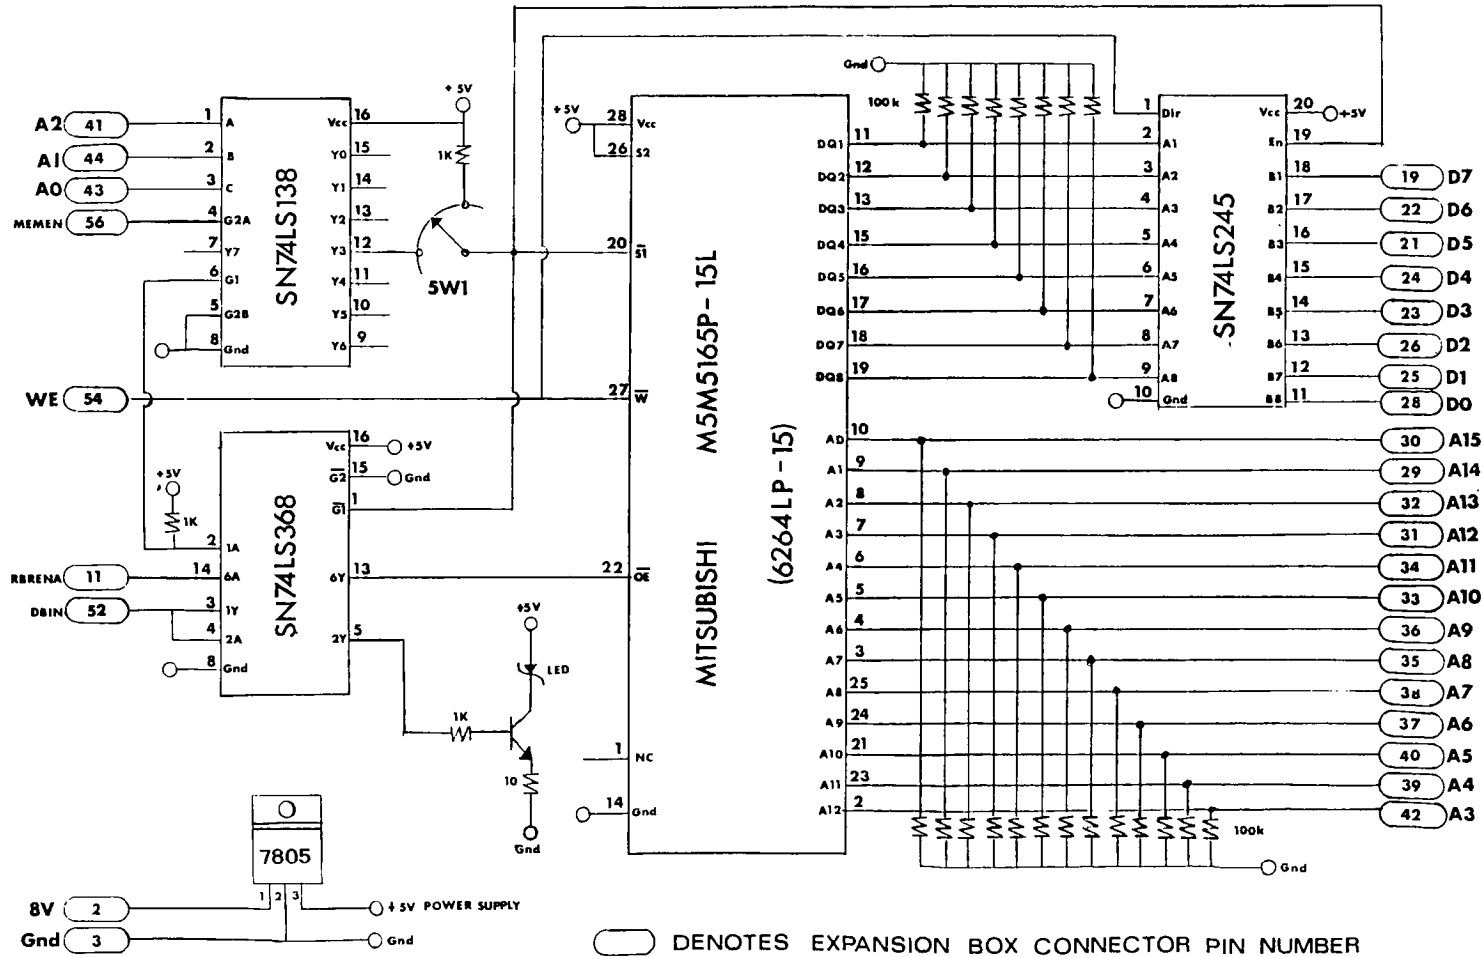 A2 41
A1 44
A0 43
MEMEN 56
1 A
2 B
3 C
4 G2A
7 Y7
6 G1
5 G2B
8 Gnd
SN74LS138
Vcc 16
Y0 15
Y1 14
Y2 13
Y3 12
Y4 11
Y5 10
Y6 9
+5V
1K
5W1
WE 54
+5V
1K
RBRENA 11
DBIN 52
2 1A
14 6A
3 1Y
4 2A
8 Gnd
SN74LS368
Vcc 16 +5V
G2 15 Gnd
G1 1
6Y 13
2Y 5
1K
+5V
LED
10
Gnd
+5V
28 Vcc
26 S2
20 S1
27 W
22 OE
1 NC
14 Gnd
MITSUBISHI M5M5165P-15L
(6264LP-15)
DQ1 11
DQ2 12
DQ3 13
DQ4 15
DQ5 16
DQ6 17
DQ7 18
DQ8 19
A0 10
A1 9
A2 8
A3 7
A4 6
A5 5
A6 4
A7 3
A8 25
A9 24
A10 21
A11 23
A12 2
Gnd
100k
1 Dir
2 A1
3 A2
4 A3
5 A4
6 A5
7 A6
8 A7
9 A8
10 Gnd
SN74LS245
Vcc 20 +5V
En 19
B1 18
B2 17
B3 16
B4 15
B5 14
B6 13
B7 12
B8 11
19 D7
22 D6
21 D5
24 D4
23 D3
26 D2
25 D1
28 D0
30 A15
29 A14
32 A13
31 A12
34 A11
33 A10
36 A9
35 A8
38 A7
37 A6
40 A5
39 A4
42 A3
100k
Gnd
7805
1 2 3
8V 2
+5V POWER SUPPLY
Gnd 3
Gnd
DENOTES EXPANSION BOX CONNECTOR PIN NUMBER